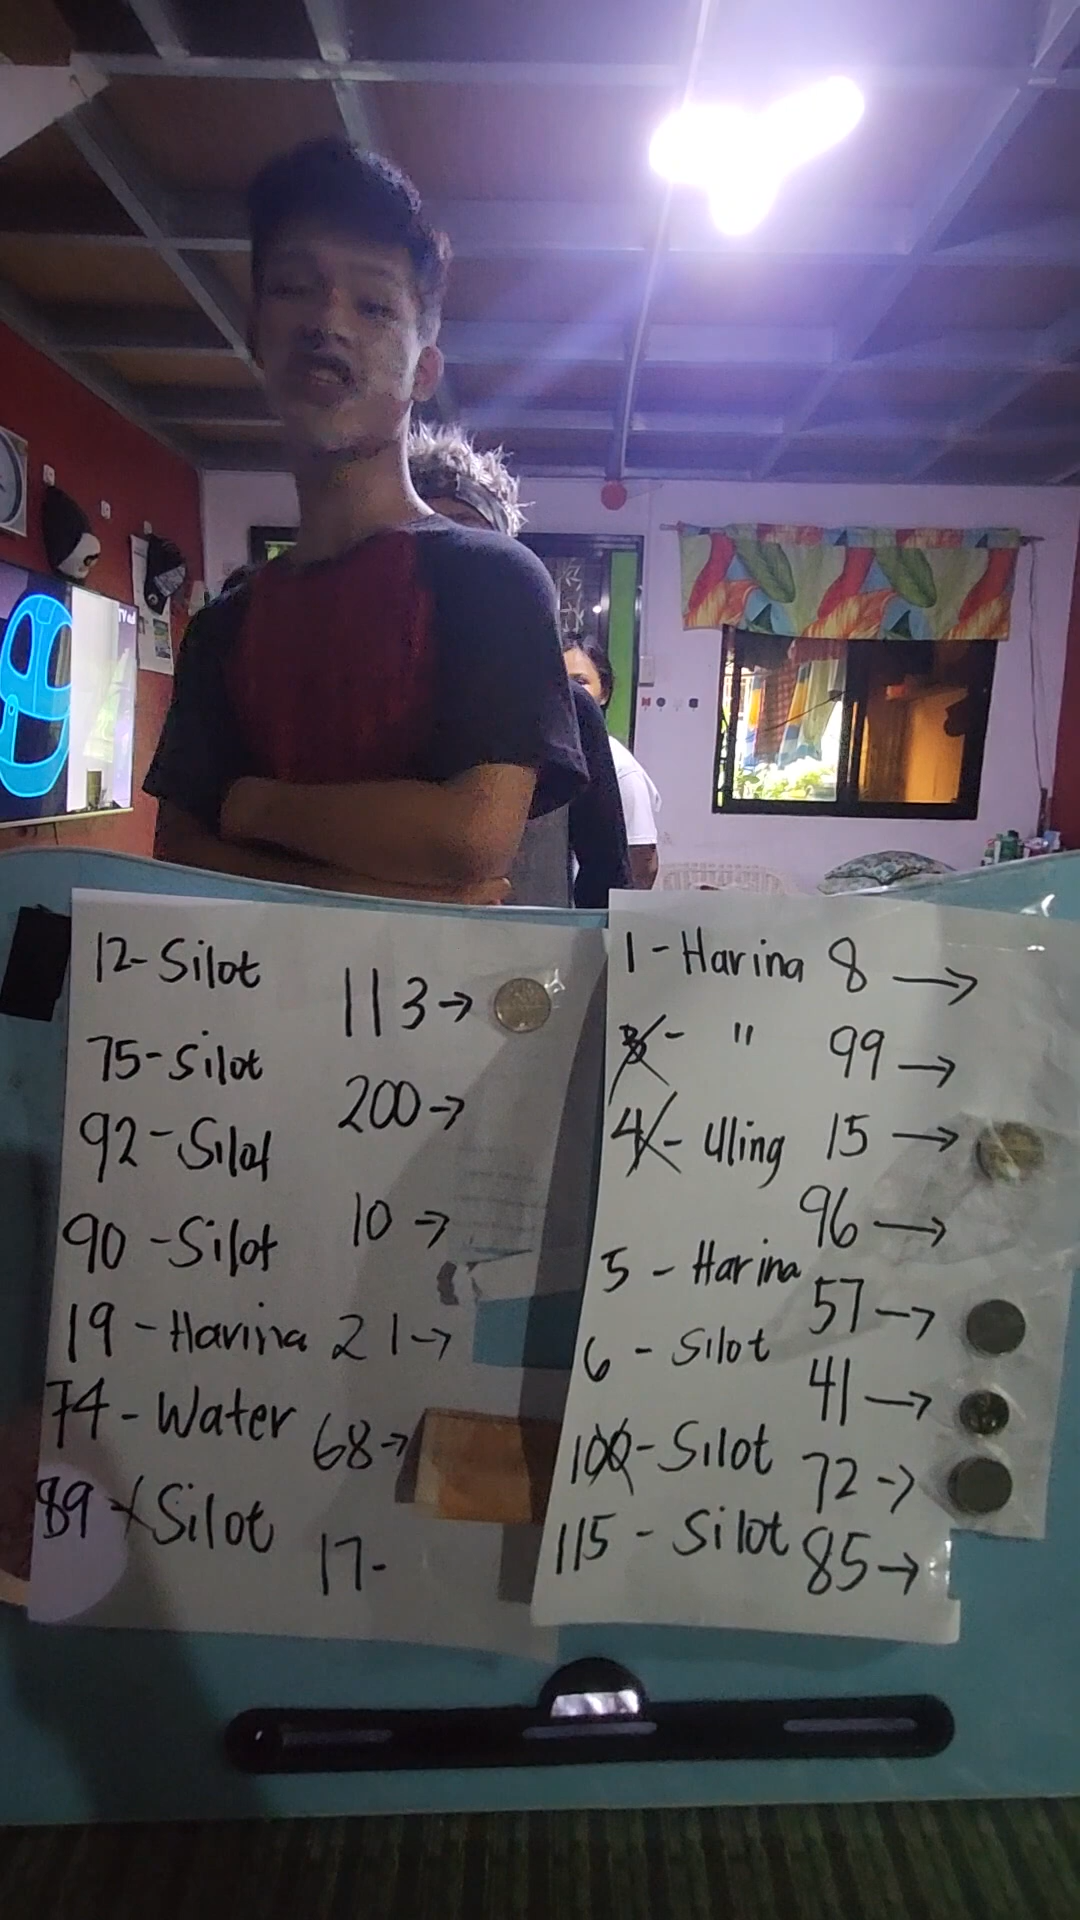 12-Silot
113→
75-Silot
200→
92-Silot
90-Silot
10→
19-Harina 21→
74-Water
68→
89-Silot
17-
1-Harina 8→
8- " 99→
4-Uling 15→
96→
5-Harina
57→
6-Silot
41→
100-Silot 72→
115-Silot 85→